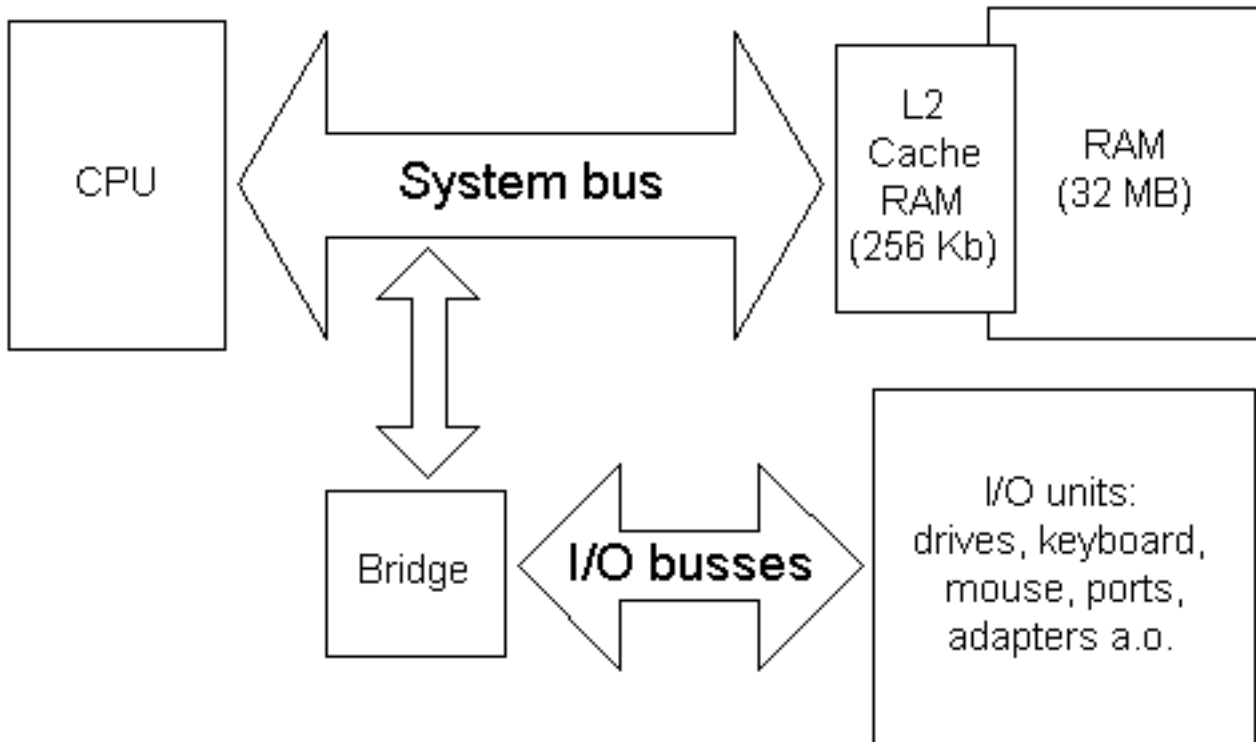 CPU
System bus
L2
Cache
RAM
(256 Kb)
RAM
(32 MB)
Bridge
I/O busses
I/O units:
drives, keyboard,
mouse, ports,
adapters a.o.